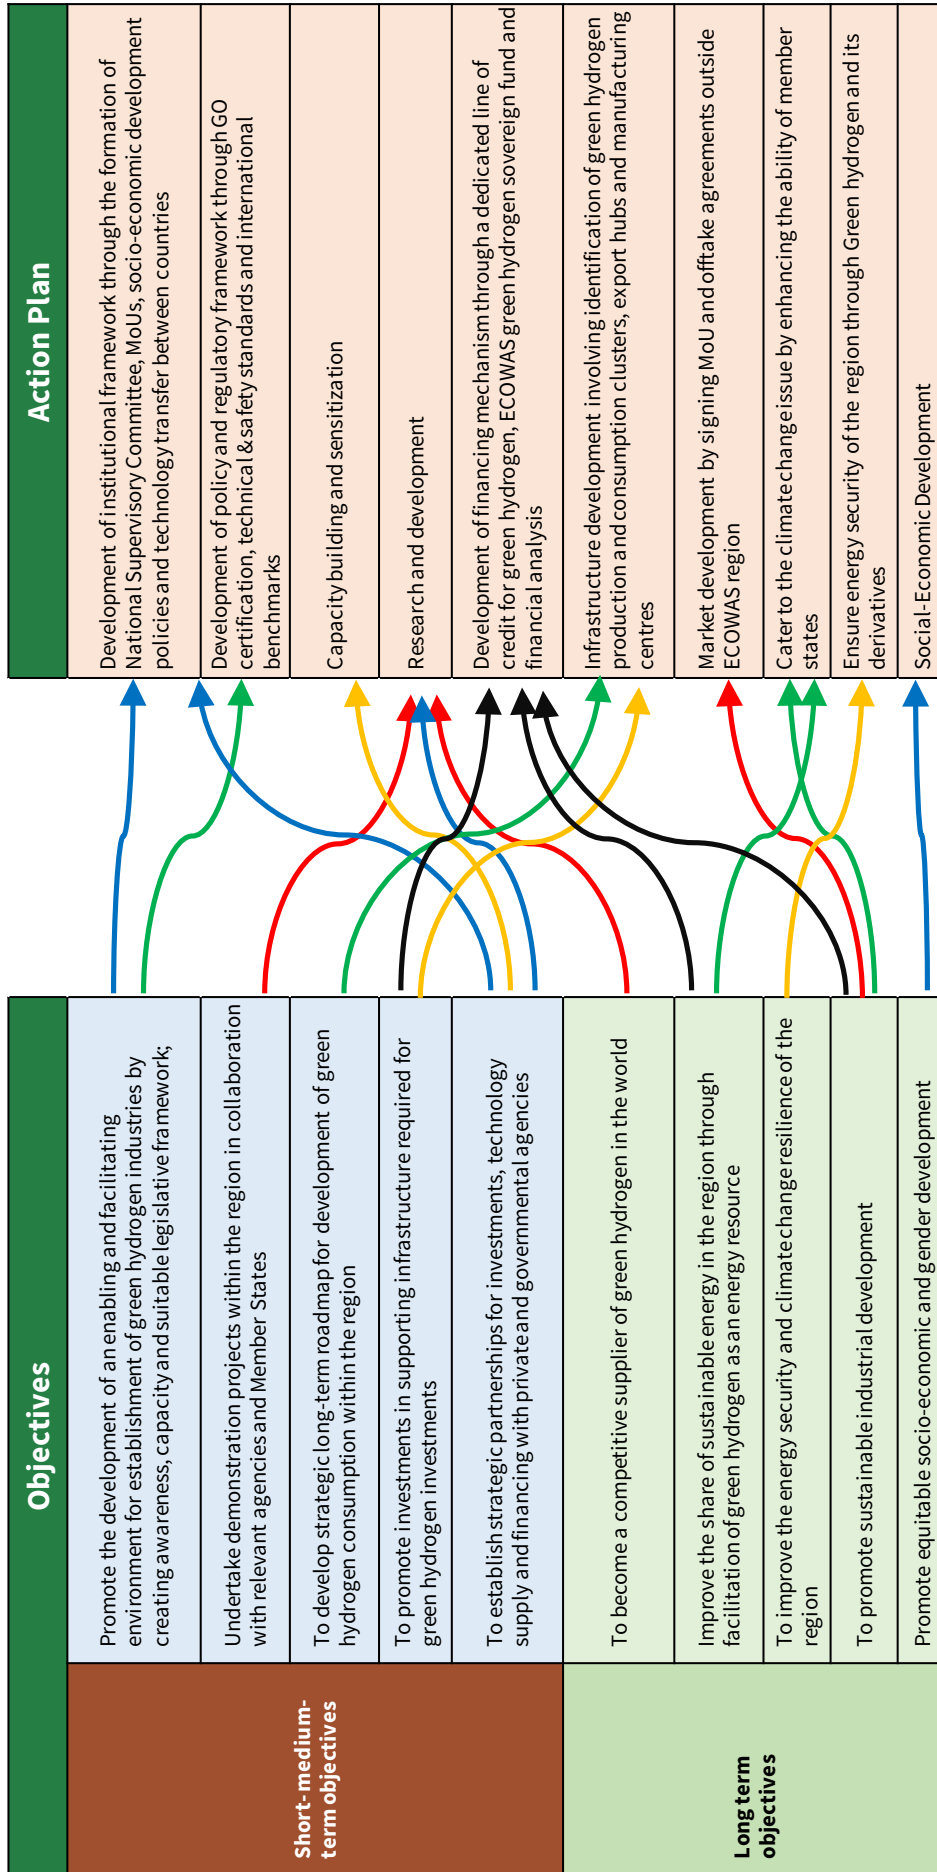 Objectives
Action Plan
Short-medium-
term objectives
Promote the development of an enabling and facilitating
environment for establishment of green hydrogen industries by
creating awareness, capacity and suitable legislative framework;
Undertake demonstration projects within the region in collaboration
with relevant agencies and Member States
To develop strategic long-term roadmap for development of green
hydrogen consumption within the region
To promote investments in supporting infrastructure required for
green hydrogen investments
To establish strategic partnerships for investments, technology
supply and financing with private and governmental agencies
Long term
objectives
To become a competitive supplier of green hydrogen in the world
Improve the share of sustainable energy in the region through
facilitation of green hydrogen as an energy resource
To improve the energy security and climate change resilience of the
region
To promote sustainable industrial development
Promote equitable socio-economic and gender development
Development of institutional framework through the formation of
National Supervisory Committee, MoUs, socio-economic development
policies and technology transfer between countries
Development of policy and regulatory framework through GO
certification, technical & safety standards and international
benchmarks
Capacity building and sensitization
Research and development
Development of financing mechanism through a dedicated line of
credit for green hydrogen, ECOWAS green hydrogen sovereign fund and
financial analysis
Infrastructure development involving identification of green hydrogen
production and consumption clusters, export hubs and manufacturing
centres
Market development by signing MoU and offtake agreements outside
ECOWAS region
Cater to the climate change issue by enhancing the ability of member
states
Ensure energy security of the region through Green hydrogen and its
derivatives
Social-Economic Development